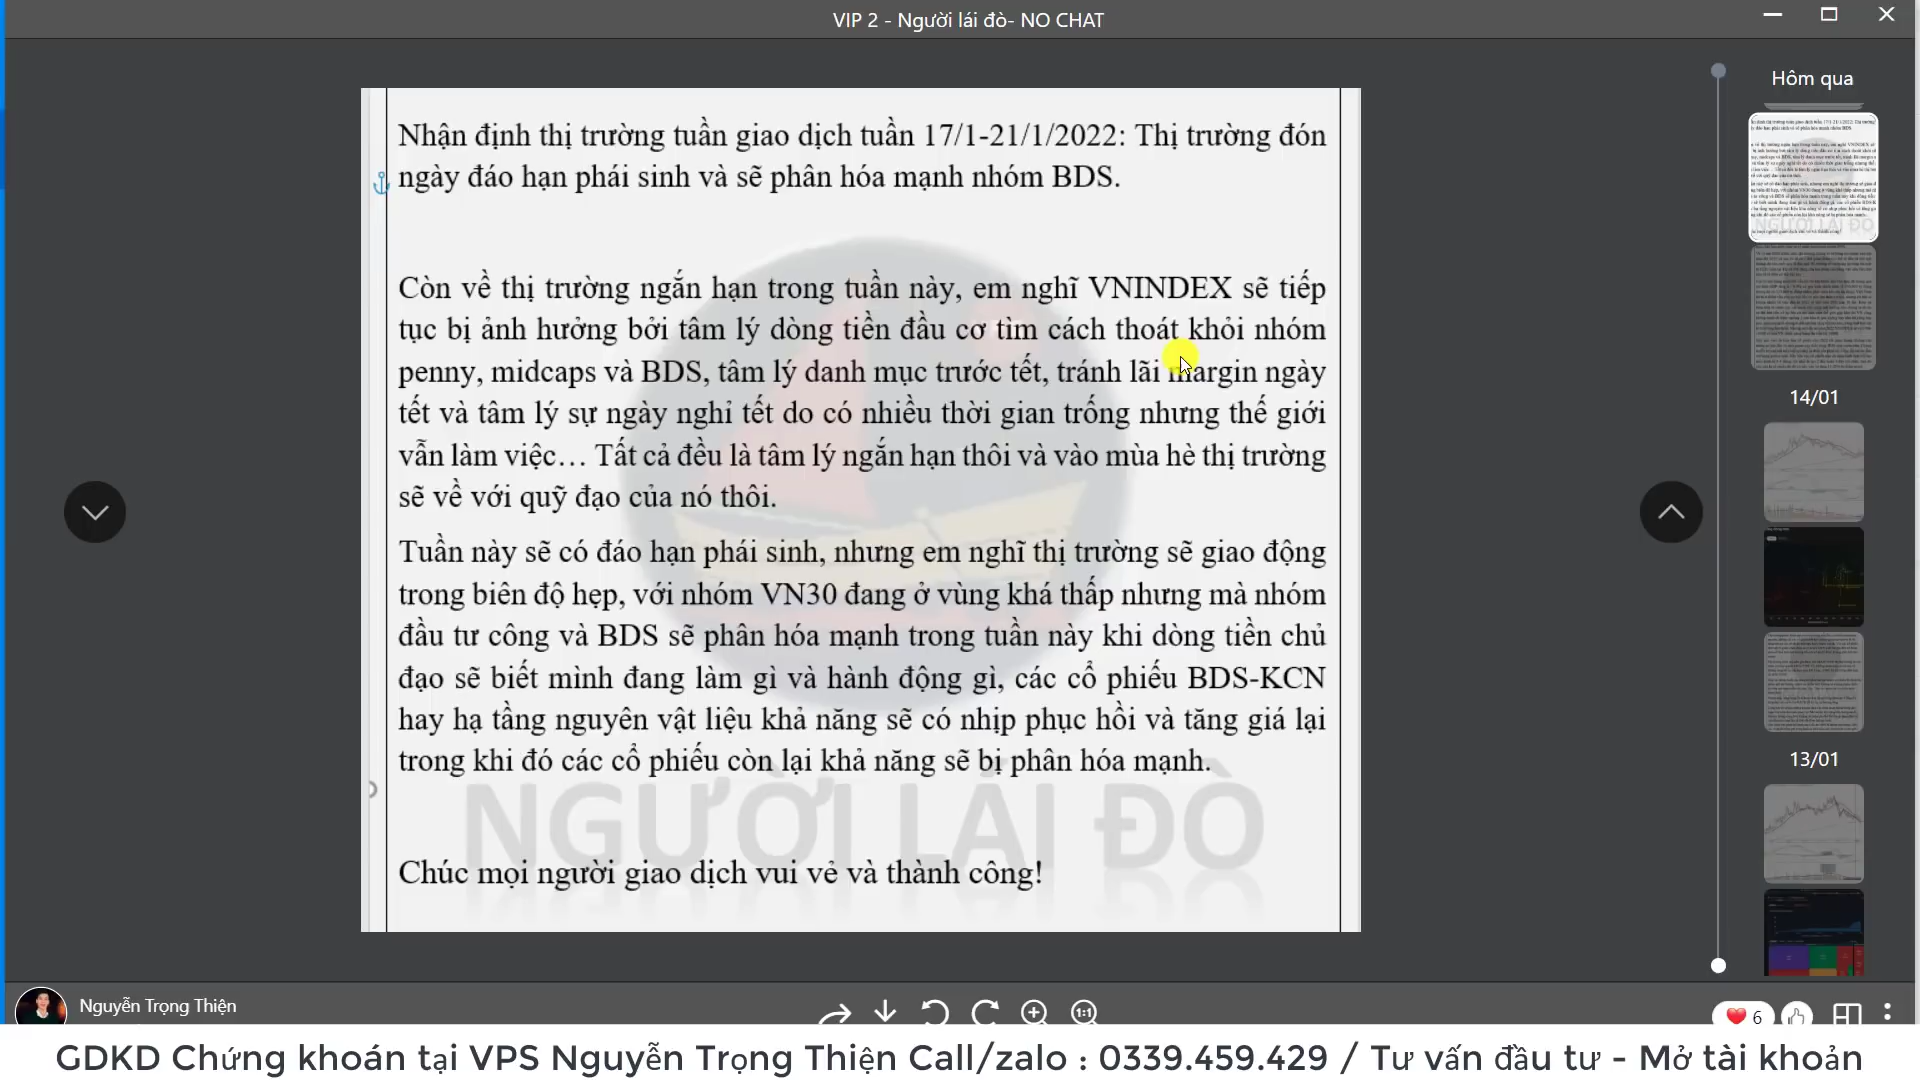 VIP 2 - Người lái đò- NO CHAT
Hôm qua
Nhận định thị trường tuần giao dịch tuần 17/1-21/1/2022: Thị trường đón
ngày đáo hạn phái sinh và sẽ phân hóa mạnh nhóm BDS.
Còn về thị trường ngắn hạn trong tuần này, em nghĩ VNINDEX sẽ tiếp
tục bị ảnh hưởng bởi tâm lý dòng tiền đầu cơ tìm cách thoát khỏi nhóm
penny, midcaps và BDS, tâm lý danh mục trước tết, tránh lãi margin ngày
tết và tâm lý sự ngày nghỉ tết do có nhiều thời gian trống nhưng thế giới
vẫn làm việc… Tất cả đều là tâm lý ngắn hạn thôi và vào mùa hè thị trường
sẽ về với quỹ đạo của nó thôi.
Tuần này sẽ có đáo hạn phái sinh, nhưng em nghĩ thị trường sẽ giao động
trong biên độ hẹp, với nhóm VN30 đang ở vùng khá thấp nhưng mà nhóm
đầu tư công và BDS sẽ phân hóa mạnh trong tuần này khi dòng tiền chủ
đạo sẽ biết mình đang làm gì và hành động gì, các cổ phiếu BDS-KCN
hay hạ tầng nguyên vật liệu khả năng sẽ có nhịp phục hồi và tăng giá lại
trong khi đó các cổ phiếu còn lại khả năng sẽ bị phân hóa mạnh.
NGƯỜI LÁI ĐÒ
Chúc mọi người giao dịch vui vẻ và thành công!
14/01
13/01
Nguyễn Trọng Thiện
1:1
6
GDKD Chứng khoán tại VPS Nguyễn Trọng Thiện Call/zalo : 0339.459.429 / Tư vấn đầu tư - Mở tài khoản